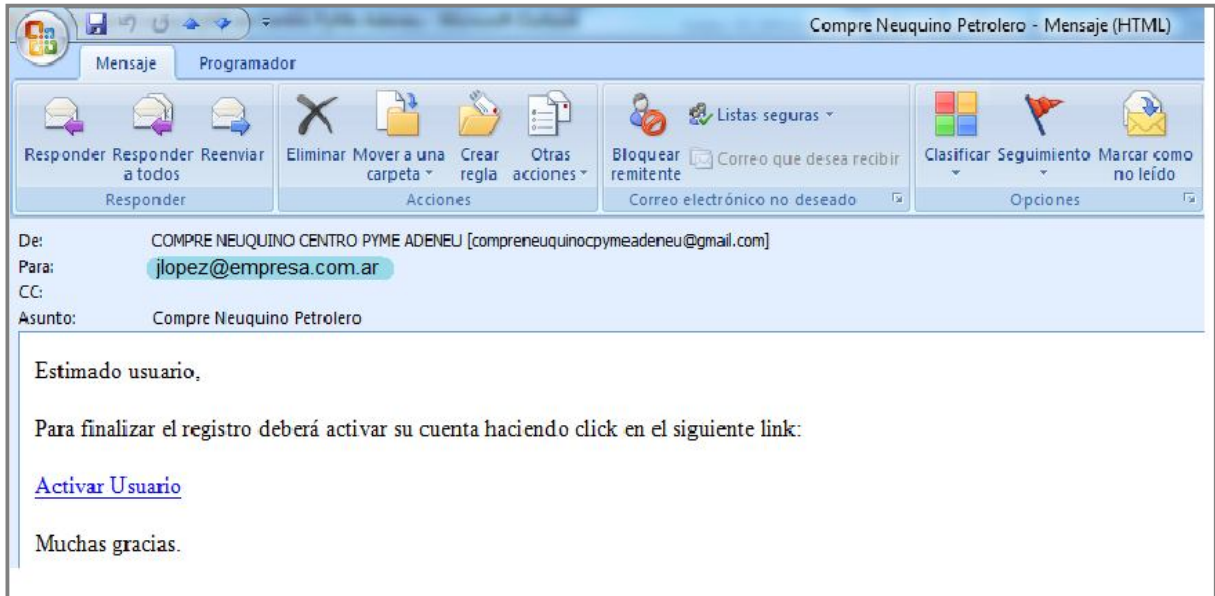 Compre Neuquino Petrolero - Mensaje (HTML)
Mensaje Programador
Responder Responder a todos Reenviar Eliminar Mover a una carpeta Crear regla Otras acciones Bloquear remitente Listas seguras Correo que desea recibir Clasificar Seguimiento Marcar como no leído
Responder Acciones Correo electrónico no deseado Opciones
De: COMPRE NEUQUINO CENTRO PYME ADENEU [compreneuquinocpymeadeneu@gmail.com]
Para: jlopez@empresa.com.ar
CC:
Asunto: Compre Neuquino Petrolero
Estimado usuario,
Para finalizar el registro deberá activar su cuenta haciendo click en el siguiente link:
Activar Usuario
Muchas gracias.